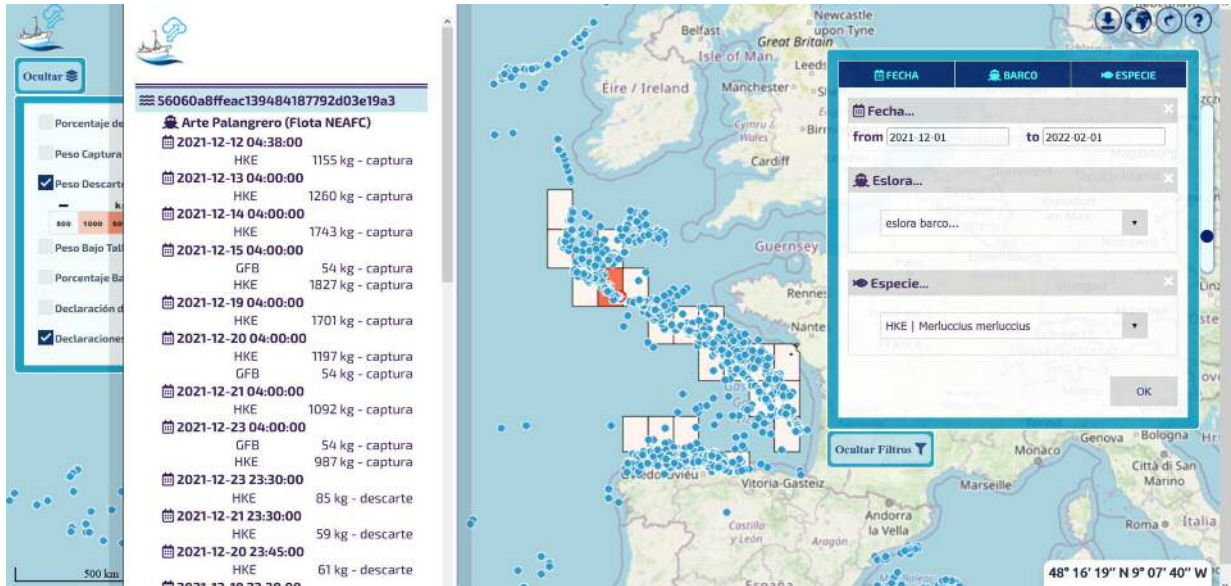 Ocultar
Porcentaje de
Peso Captura
Peso Descart
k
500 1000
Peso Bajo Tal
Porcentaje Ba
Declaración d
Declaraciones
500 km
56060a8ffeac139484187792d03e19a3
Arte Palangrero (Flota NEAFC)
2021-12-12 04:38:00
HKE 1155 kg - captura
2021-12-13 04:00:00
HKE 1260 kg - captura
2021-12-14 04:00:00
HKE 1743 kg - captura
2021-12-15 04:00:00
GFB 54 kg - captura
HKE 1827 kg - captura
2021-12-19 04:00:00
HKE 1701 kg - captura
2021-12-20 04:00:00
HKE 1197 kg - captura
GFB 54 kg - captura
2021-12-21 04:00:00
HKE 1092 kg - captura
2021-12-23 04:00:00
GFB 54 kg - captura
HKE 987 kg - captura
2021-12-23 23:30:00
HKE 85 kg - descarte
2021-12-21 23:30:00
HKE 59 kg - descarte
2021-12-20 23:45:00
HKE 61 kg - descarte
Belfast
Newcastle
upon Tyne
Great Britain
Isle of Man
Leeds
Éire / Ireland
Manchester
Cymru /
Wales
Birm
Cardiff
Guernsey
Rennes
Nante
Vitoria-Gasteiz
Castilla
y León
Aragón
España
Andorra
la Vella
Marseille
Monaco
Genova
Bologna
Città di San
Marino
Roma
Italia
FECHA BARCO ESPECIE
Fecha...
from 2021-12-01 to 2022-02-01
Eslora...
eslora barco...
Especie...
HKE | Merluccius merluccius
OK
Ocultar Filtros
48° 16' 19" N 9° 07' 40" W